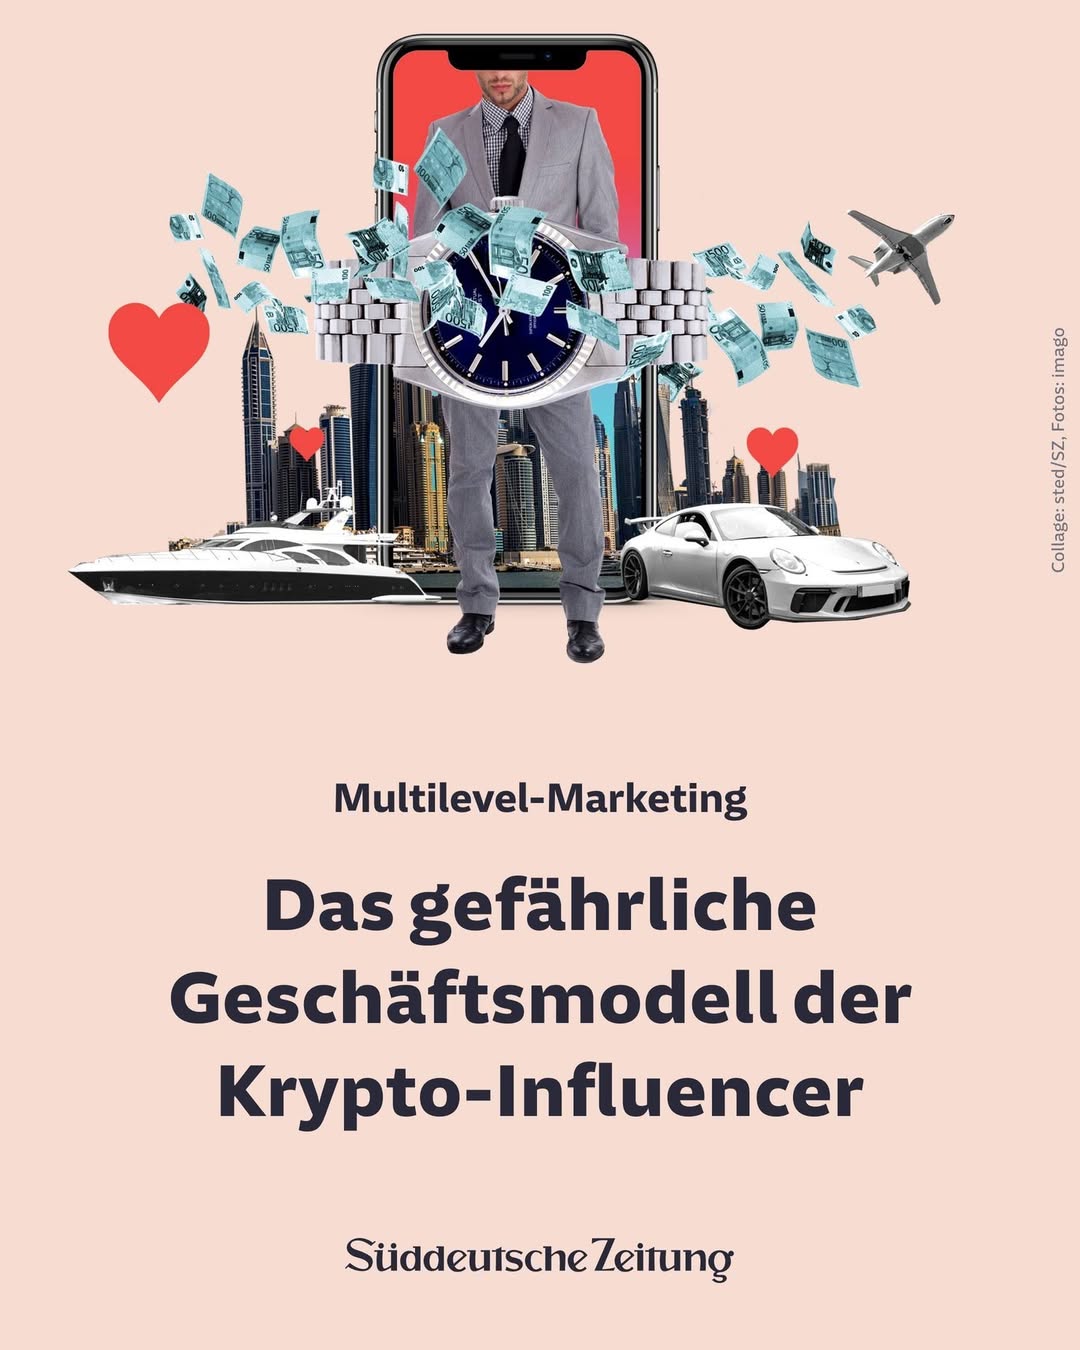 Collage: sted/SZ, Fotos: imago
Multilevel-Marketing
Das gefährliche
Geschäftsmodell der
Krypto-Influencer
Süddeutsche Zeitung